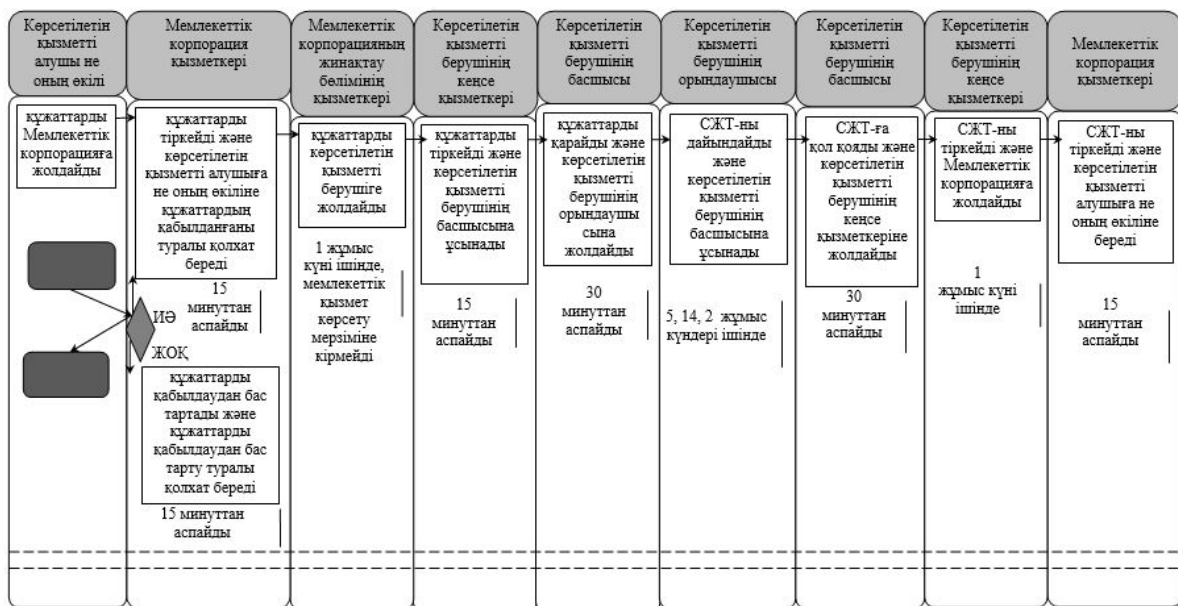 Көрсетілетін
қызметті
алушы не
оның өкілі
Мемлекеттік
корпорация
қызметкері
Мемлекеттік
корпорацияның
жинақтау
бөлімінің
қызметкері
Көрсетілетін
қызметті
берушінің
кеңсе
қызметкері
Көрсетілетін
қызметті
берушінің
басшысы
Көрсетілетін
қызметті
берушінің
орындаушысы
Көрсетілетін
қызметті
берушінің
басшысы
Көрсетілетін
қызметті
берушінің
кеңсе
қызметкері
Мемлекеттік
корпорация
қызметкері
құжаттарды
Мемлекеттік
корпорацияға
жолдайды
құжаттарды
тіркейді және
көрсетілетін
қызметті алушыға
не оның өкіліне
құжаттардың
қабылданғаны
туралы қолхат
береді
15
минуттан
аспайды
ИӘ
ЖОҚ
құжаттарды
қабылдаудан бас
тартады және
құжаттарды
қабылдаудан бас
тарту туралы
қолхат береді
15 минуттан
аспайды
құжаттарды
көрсетілетін
қызметті
берушіге
жолдайды
1 жұмыс
күні ішінде,
мемлекеттік
қызмет
көрсету
мерзіміне
кірмейді
құжаттарды
тіркейді және
көрсетілетін
қызметті
берушінің
басшысына
ұсынады
15
минуттан
аспайды
құжаттарды
қарайды және
көрсетілетін
қызметті
берушінің
орындаушы
сына
жолдайды
30
минуттан
аспайды
СЖТ-ны
дайындайды
және
көрсетілетін
қызметті
берушінің
басшысына
ұсынады
5, 14, 2 жұмыс
күндері ішінде
СЖТ-ға
қол қояды және
көрсетілетін
қызметті
берушінің
кеңсе
қызметкеріне
жолдайды
30
минуттан
аспайды
СЖТ-ны
тіркейді және
Мемлекеттік
корпорацияға
жолдайды
1
жұмыс күні
ішінде
СЖТ-ны
тіркейді және
көрсетілетін
қызметті
алушыға не
оның өкіліне
береді
15
минуттан
аспайды